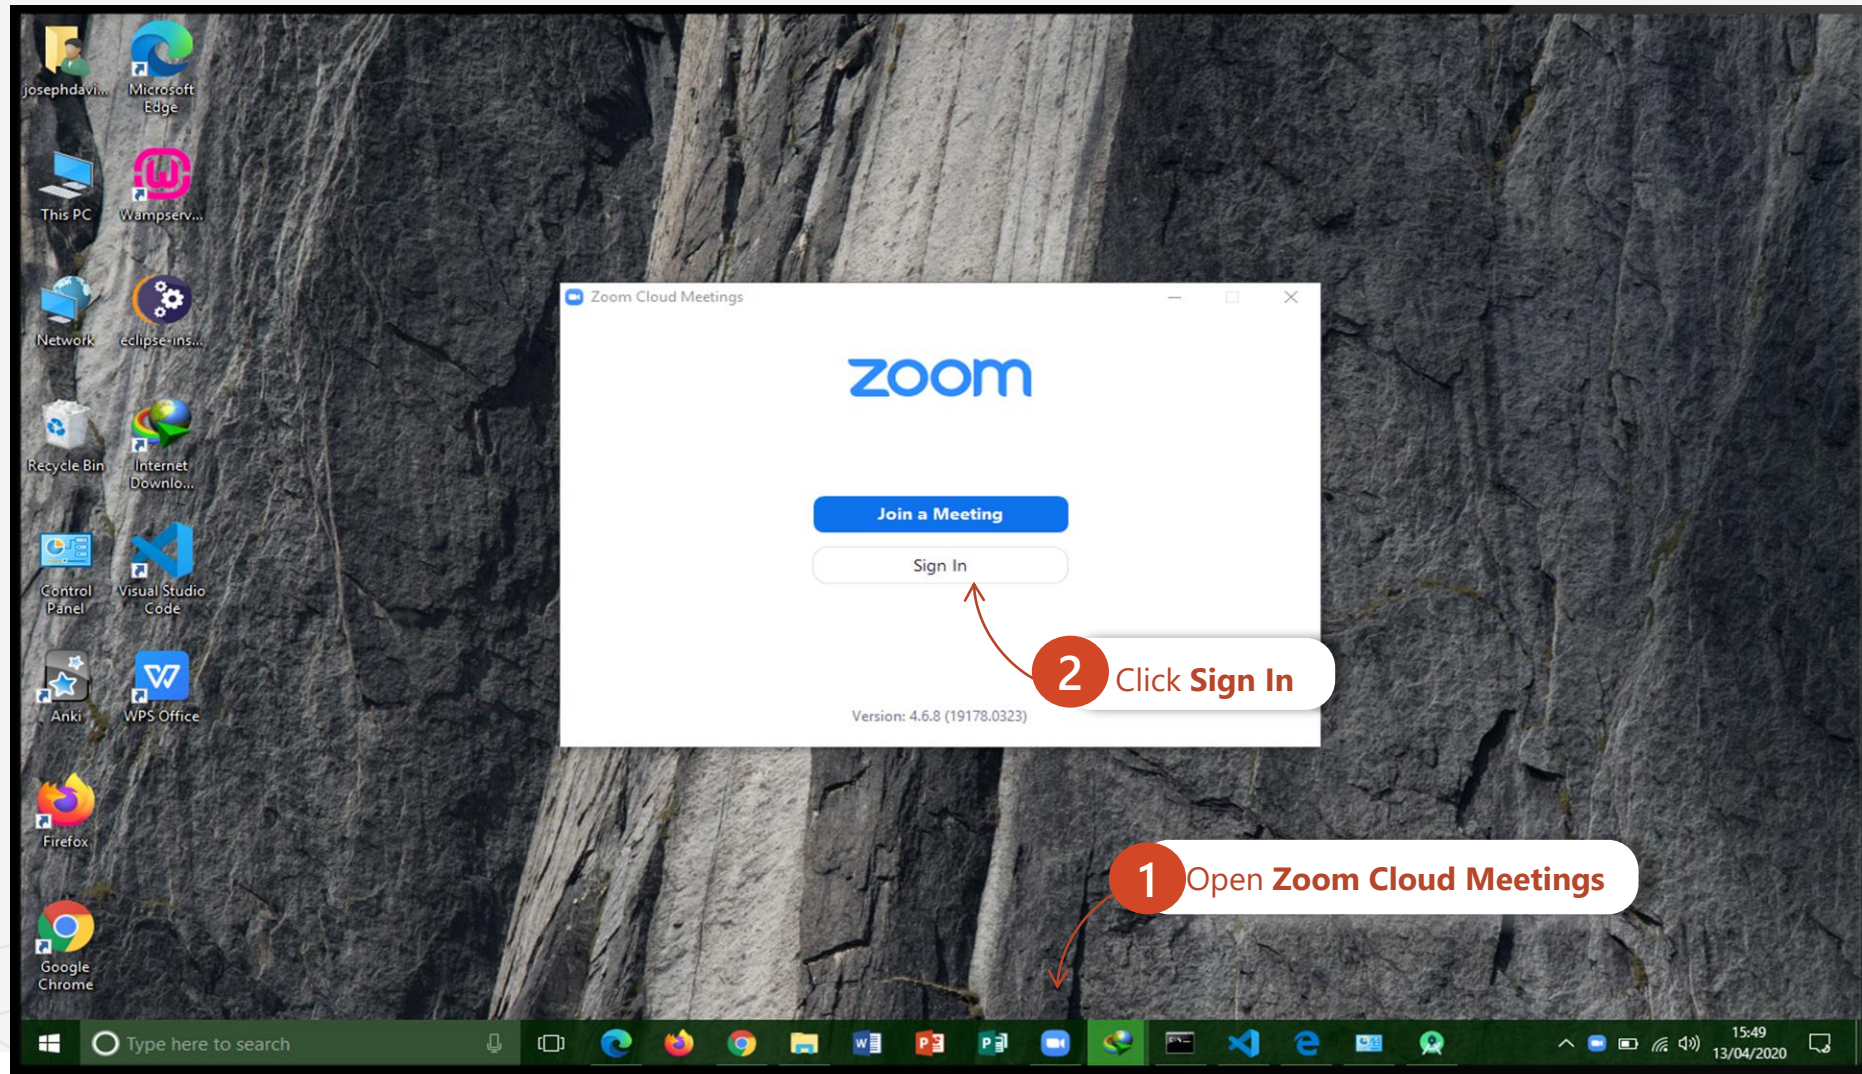 josephdavi...
Microsoft
Edge
This PC
Wampserv...
Network
eclipse-ins...
Recycle Bin
Internet
Downlo...
Control
Panel
Visual Studio
Code
Anki
WPS Office
Firefox
Google
Chrome
Zoom Cloud Meetings
zoom
Join a Meeting
Sign In
2 Click Sign In
Version: 4.6.8 (19178.0323)
1 Open Zoom Cloud Meetings
Type here to search
15:49
13/04/2020